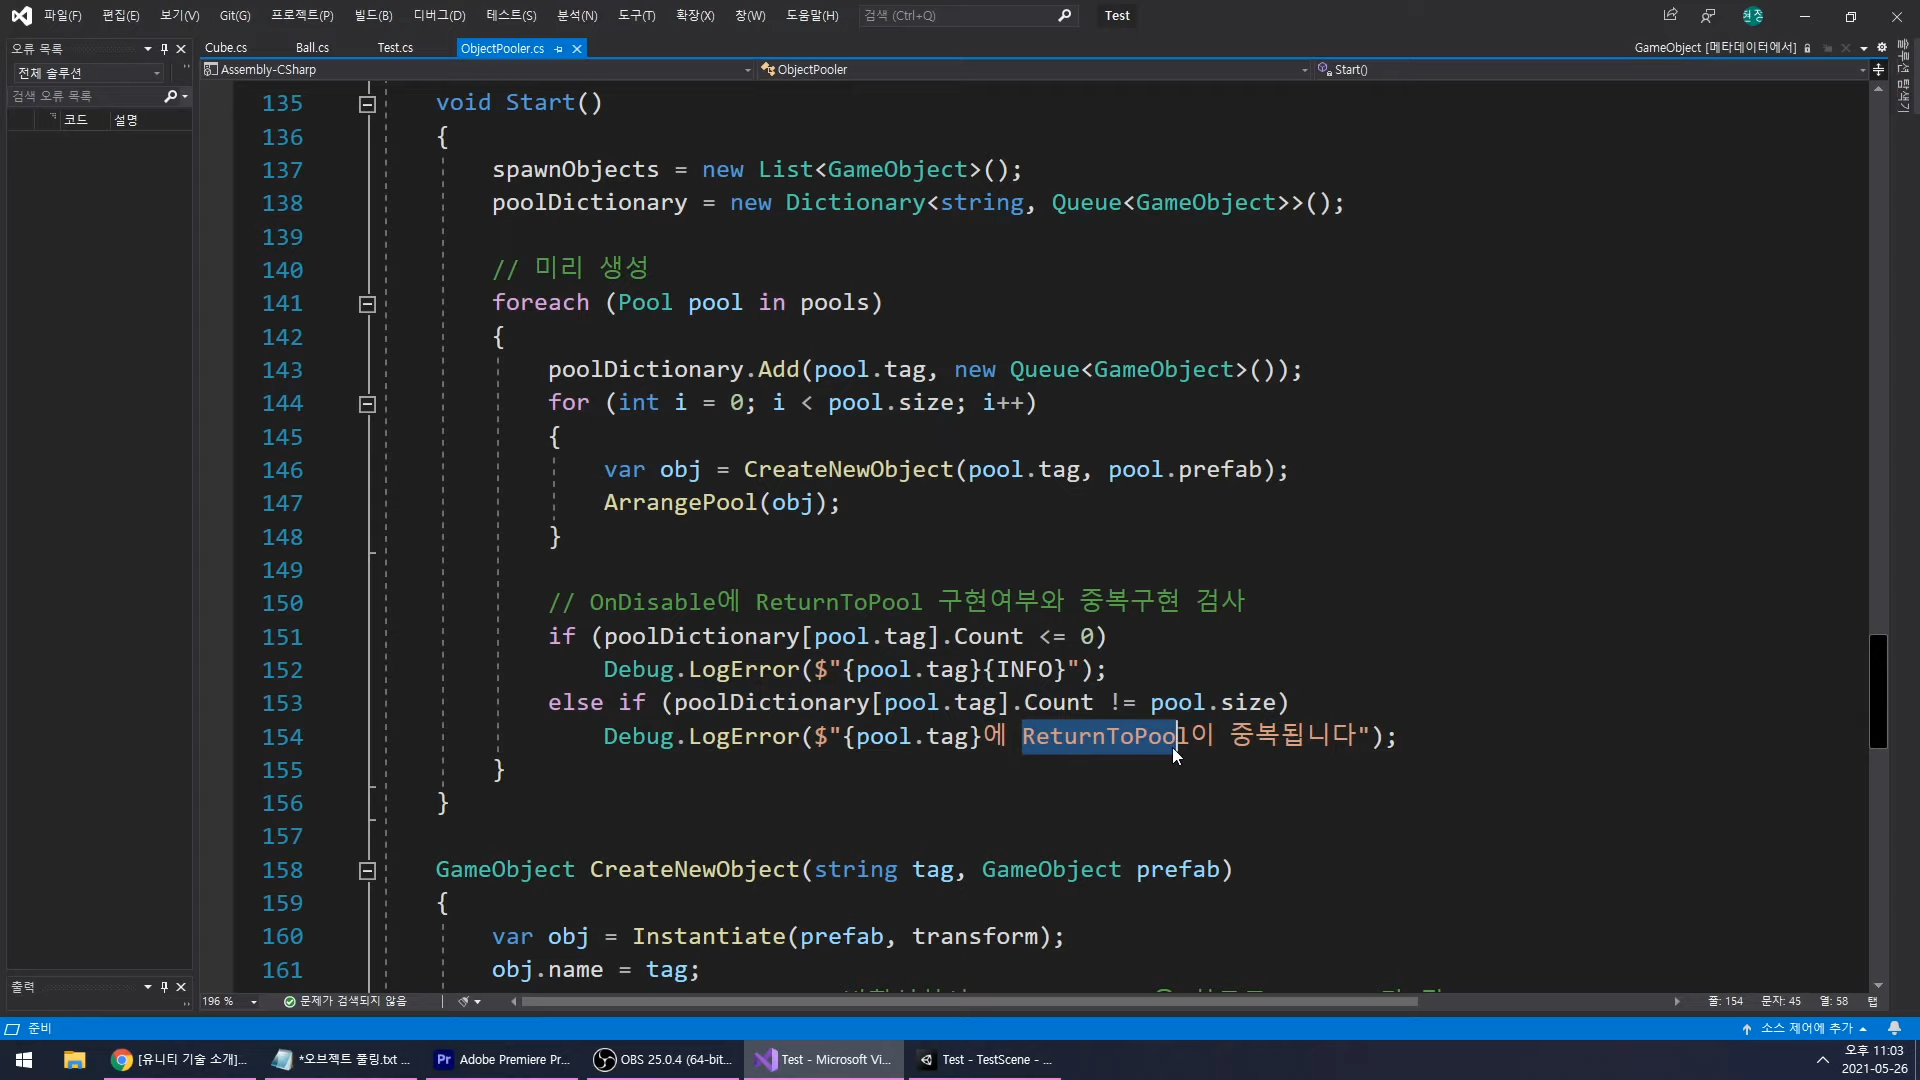 파일(F) 편집(E) 보기(V) Git(G) 프로젝트(P) 빌드(B) 디버그(D) 테스트(S) 분석(N) 도구(T) 확장(X) 창(W) 도움말(H) 검색 (Ctrl+Q) Test 현정
오류 목록
Cube.cs Ball.cs Test.cs ObjectPooler.cs GameObject [메타데이터에서]
솔루션 탐색기
전체 솔루션
Assembly-CSharp ObjectPooler Start()
검색 오류 목록
코드 설명
135 void Start()
136 {
137 spawnObjects = new List<GameObject>();
138 poolDictionary = new Dictionary<string, Queue<GameObject>>();
139
140 // 미리 생성
141 foreach (Pool pool in pools)
142 {
143 poolDictionary.Add(pool.tag, new Queue<GameObject>());
144 for (int i = 0; i < pool.size; i++)
145 {
146 var obj = CreateNewObject(pool.tag, pool.prefab);
147 ArrangePool(obj);
148 }
149
150 // OnDisable에 ReturnToPool 구현여부와 중복구현 검사
151 if (poolDictionary[pool.tag].Count <= 0)
152 Debug.LogError($"{pool.tag}{INFO}");
153 else if (poolDictionary[pool.tag].Count != pool.size)
154 Debug.LogError($"{pool.tag}에 ReturnToPool이 중복됩니다");
155 }
156 }
157
158 GameObject CreateNewObject(string tag, GameObject prefab)
159 {
160 var obj = Instantiate(prefab, transform);
161 obj.name = tag;
출력
196 % 문제가 검색되지 않음 줄: 154 문자: 45 열: 58 탭
준비 소스 제어에 추가
[유니티 기술 소개]... *오브젝트 풀링.txt ... Adobe Premiere Pr... OBS 25.0.4 (64-bit... Test - Microsoft Vi... Test - TestScene - ...
오후 11:03
2021-05-26